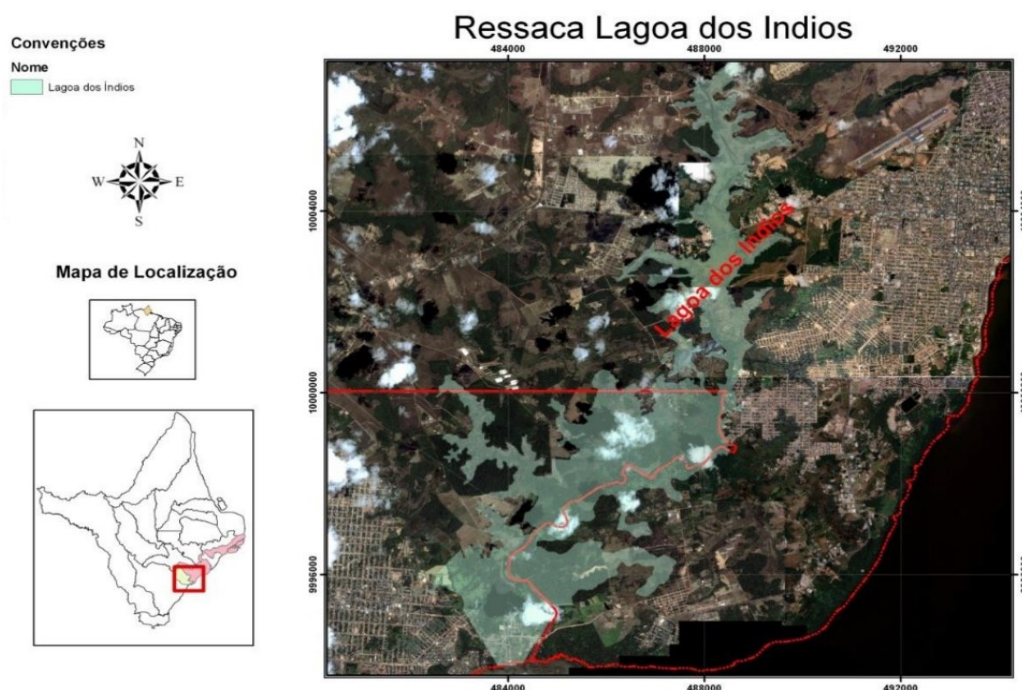 Ressaca Lagoa dos Indios
Convenções
Nome
Lagoa dos Índios
N
W E
S
Mapa de Localização
484000 488000 492000
10004000
10000000
9996000
Lagoa dos Indios
484000 488000 492000